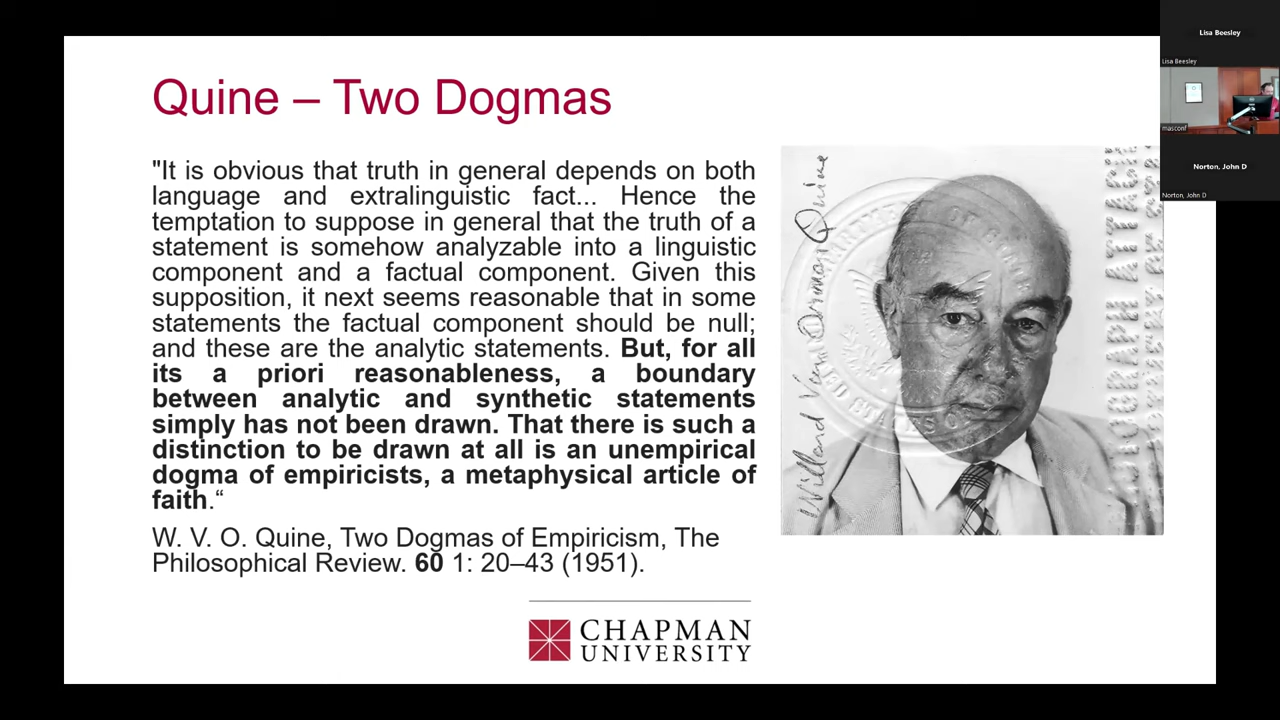 Quine – Two Dogmas
"It is obvious that truth in general depends on both
language and extralinguistic fact... Hence the
temptation to suppose in general that the truth of a
statement is somehow analyzable into a linguistic
component and a factual component. Given this
supposition, it next seems reasonable that in some
statements the factual component should be null;
and these are the analytic statements. But, for all
its a priori reasonableness, a boundary
between analytic and synthetic statements
simply has not been drawn. That there is such a
distinction to be drawn at all is an unempirical
dogma of empiricists, a metaphysical article of
faith.“
W. V. O. Quine, Two Dogmas of Empiricism, The
Philosophical Review. 60 1: 20–43 (1951).
Willard Van Orman Quine
CHAPMAN
UNIVERSITY
Lisa Beesley
Lisa Beesley
masconf
Norton, John D
Norton, John D